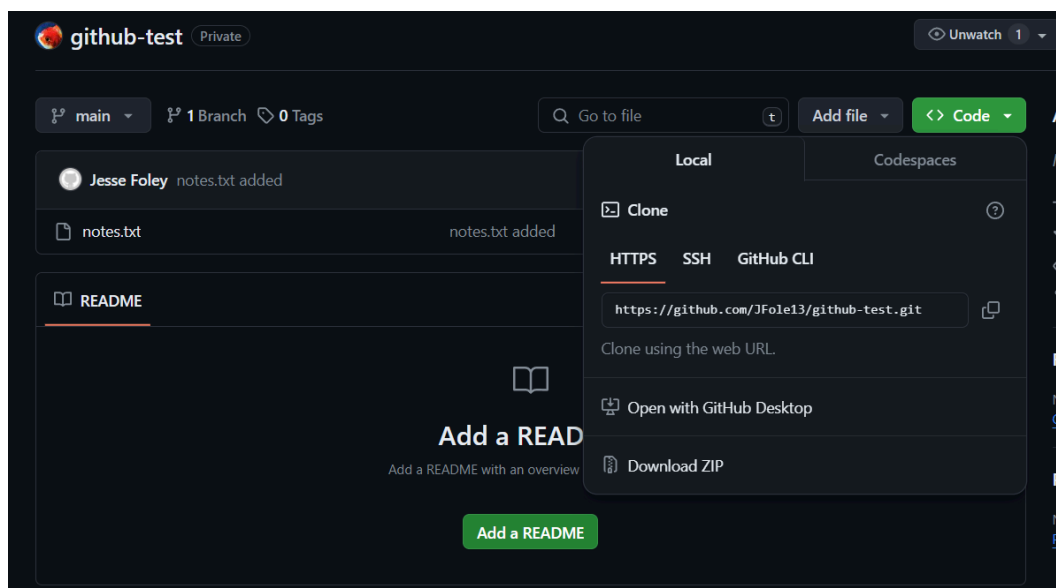 github-test Private
Unwatch 1
main 1 Branch 0 Tags
Go to file t
Add file
Code
Jesse Foley notes.txt added
notes.txt notes.txt added
README
Add a READ
Add a README with an overview
Add a README
Local Codespaces
Clone
HTTPS SSH GitHub CLI
https://github.com/JFole13/github-test.git
Clone using the web URL.
Open with GitHub Desktop
Download ZIP